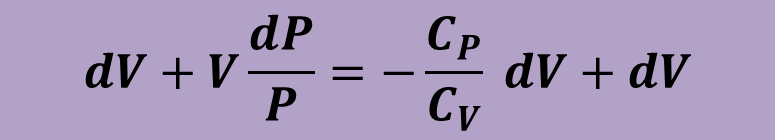 dV + V dP/P = − C_P/C_V dV + dV